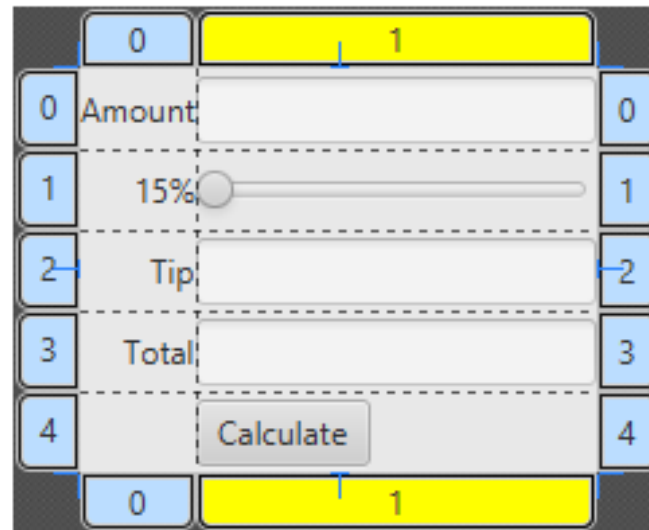 0 1
0 Amount 0
1 15% 1
2 Tip 2
3 Total 3
4 Calculate 4
0 1